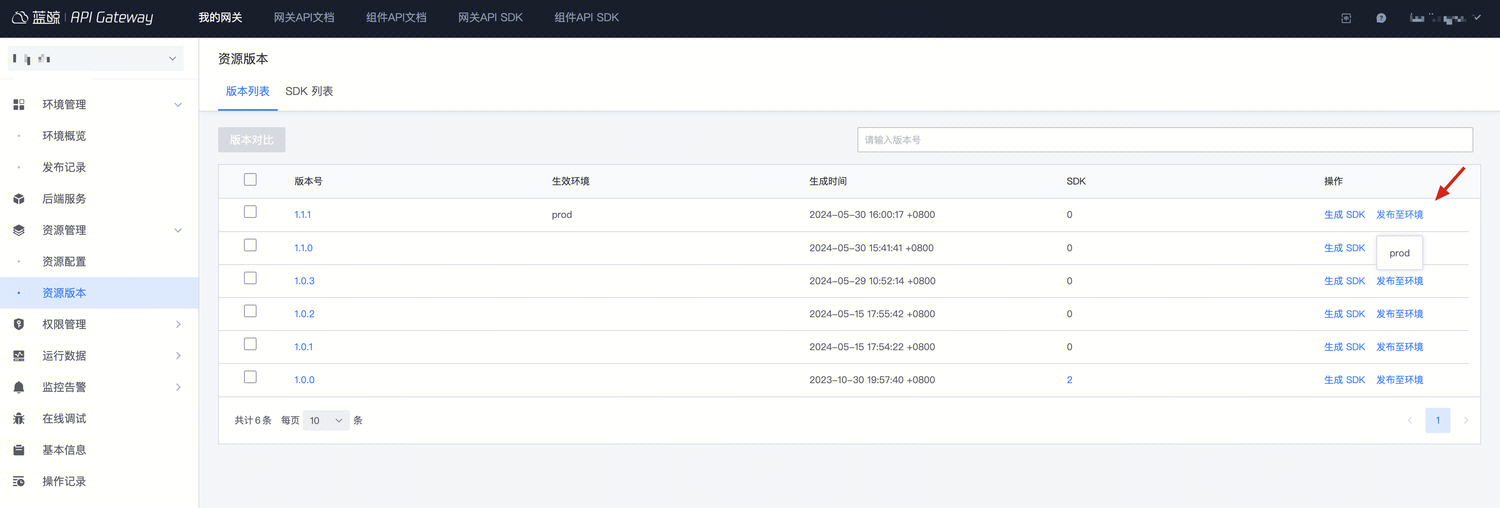 蓝鲸 | API Gateway 我的网关 网关API文档 组件API文档 网关API SDK 组件API SDK
资源版本
版本列表 SDK 列表
环境管理
环境概览
发布记录
后端服务
资源管理
资源配置
资源版本
权限管理
运行数据
监控告警
在线调试
基本信息
操作记录
版本对比 请输入版本号
版本号 生效环境 生成时间 SDK 操作
1.1.1 prod 2024-05-30 16:00:17 +0800 0 生成 SDK 发布至环境
1.1.0 2024-05-30 15:41:41 +0800 0 生成 SDK
prod
1.0.3 2024-05-29 10:52:14 +0800 0 生成 SDK 发布至环境
1.0.2 2024-05-15 17:55:42 +0800 0 生成 SDK 发布至环境
1.0.1 2024-05-15 17:54:22 +0800 0 生成 SDK 发布至环境
1.0.0 2023-10-30 19:57:40 +0800 2 生成 SDK 发布至环境
共计6条 每页 10 条 1